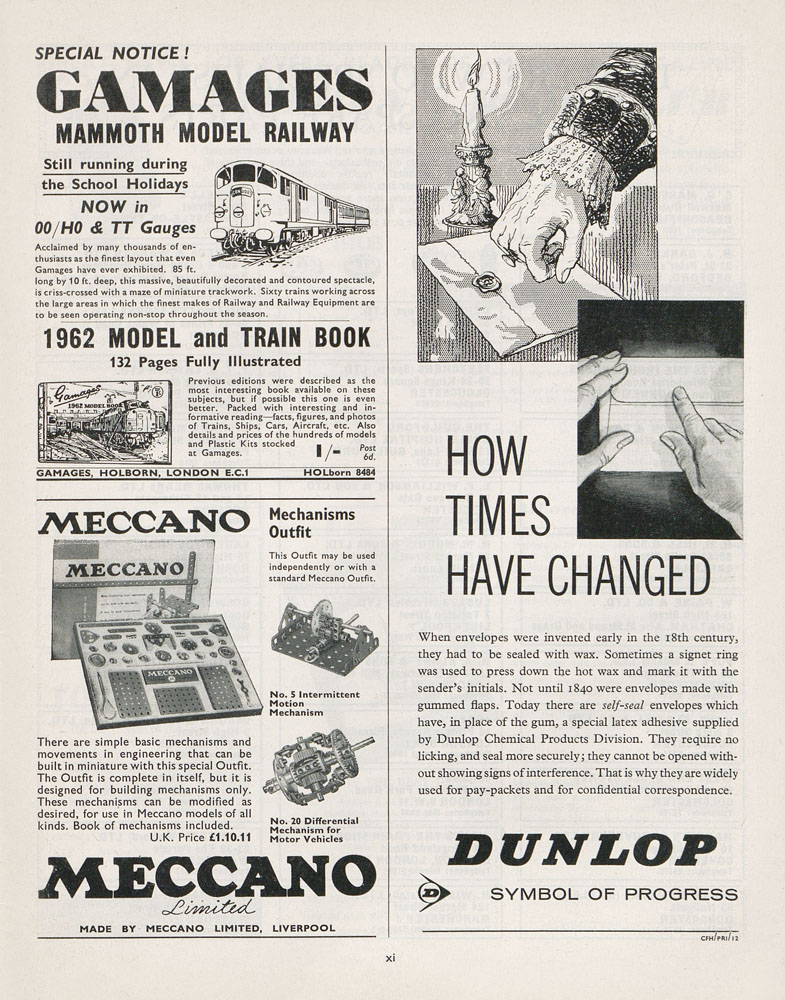 SPECIAL NOTICE!
GAMAGES
MAMMOTH MODEL RAILWAY
Still running during
the School Holidays
NOW in
00/H0 & TT Gauges
Acclaimed by many thousands of en-
thusiasts as the finest layout that even
Gamages have ever exhibited. 85 ft.
long by 10 ft. deep, this massive, beautifully decorated and contoured spectacle,
is criss-crossed with a maze of miniature trackwork. Sixty trains working across
the large areas in which the finest makes of Railway and Railway Equipment are
to be seen operating non-stop throughout the season.
1962 MODEL and TRAIN BOOK
132 Pages Fully Illustrated
Gamages
1962 MODEL BOOK
Previous editions were described as the
most interesting book available on these
subjects, but if possible this one is even
better. Packed with interesting and in-
formative reading—facts, figures, and photos
of Trains, Ships, Cars, Aircraft, etc. Also
details and prices of the hundreds of models
and Plastic Kits stocked
at Gamages. 1/- Post 6d.
GAMAGES, HOLBORN, LONDON E.C.1 HOLborn 8484
MECCANO
Mechanisms
Outfit
This Outfit may be used
independently or with a
standard Meccano Outfit.
MECCANO
MECCANO
No. 5 Intermittent
Motion
Mechanism
No. 20 Differential
Mechanism for
Motor Vehicles
There are simple basic mechanisms and
movements in engineering that can be
built in miniature with this special Outfit.
The Outfit is complete in itself, but it is
designed for building mechanisms only.
These mechanisms can be modified as
desired, for use in Meccano models of all
kinds. Book of mechanisms included.
U.K. Price £1.10.11
MECCANO
Limited
MADE BY MECCANO LIMITED, LIVERPOOL
HOW
TIMES
HAVE CHANGED
When envelopes were invented early in the 18th century,
they had to be sealed with wax. Sometimes a signet ring
was used to press down the hot wax and mark it with the
sender's initials. Not until 1840 were envelopes made with
gummed flaps. Today there are self-seal envelopes which
have, in place of the gum, a special latex adhesive supplied
by Dunlop Chemical Products Division. They require no
licking, and seal more securely; they cannot be opened with-
out showing signs of interference. That is why they are widely
used for pay-packets and for confidential correspondence.
DUNLOP
D
SYMBOL OF PROGRESS
CFH/PRI/12
xi